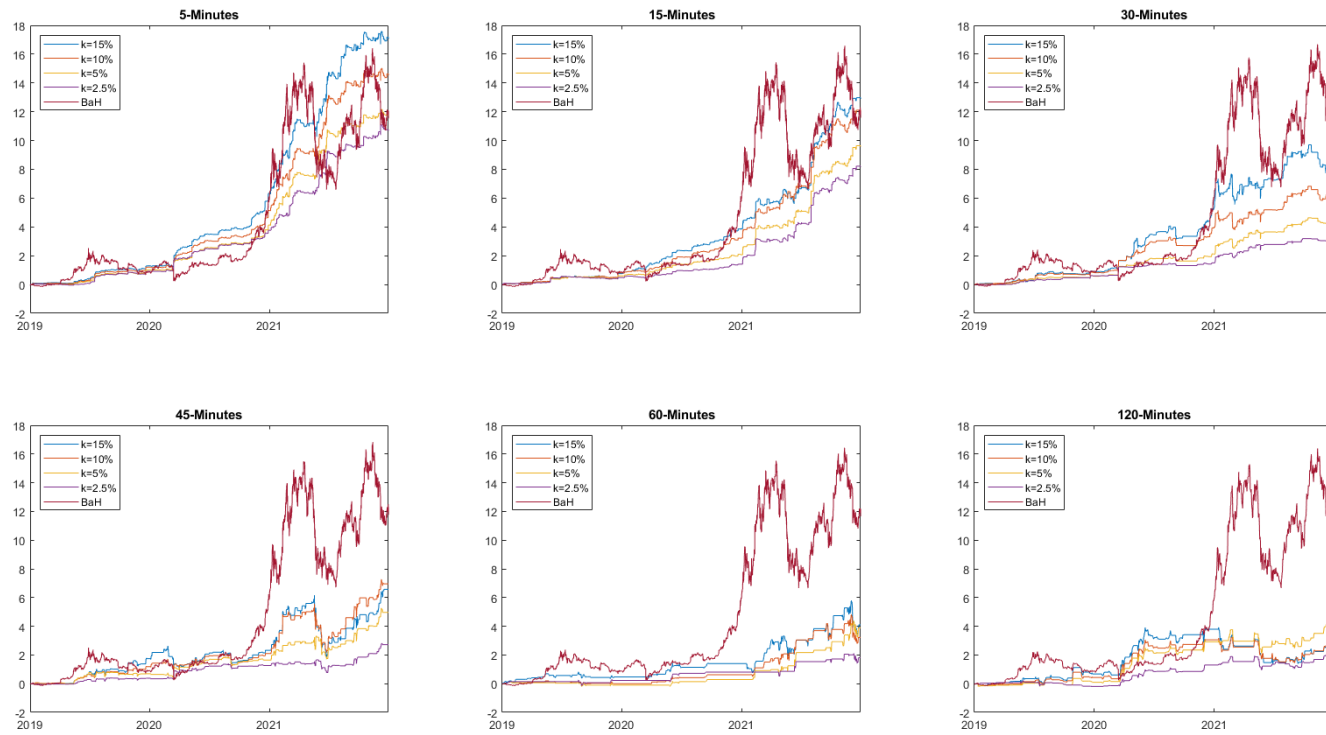 5-Minutes
18
16
14
12
10
8
6
4
2
0
-2
k=15%
k=10%
k=5%
k=2.5%
BaH
2019
2020
2021
15-Minutes
18
16
14
12
10
8
6
4
2
0
-2
k=15%
k=10%
k=5%
k=2.5%
BaH
2019
2020
2021
30-Minutes
18
16
14
12
10
8
6
4
2
0
-2
k=15%
k=10%
k=5%
k=2.5%
BaH
2019
2020
2021
45-Minutes
18
16
14
12
10
8
6
4
2
0
-2
k=15%
k=10%
k=5%
k=2.5%
BaH
2019
2020
2021
60-Minutes
18
16
14
12
10
8
6
4
2
0
-2
k=15%
k=10%
k=5%
k=2.5%
BaH
2019
2020
2021
120-Minutes
18
16
14
12
10
8
6
4
2
0
-2
k=15%
k=10%
k=5%
k=2.5%
BaH
2019
2020
2021